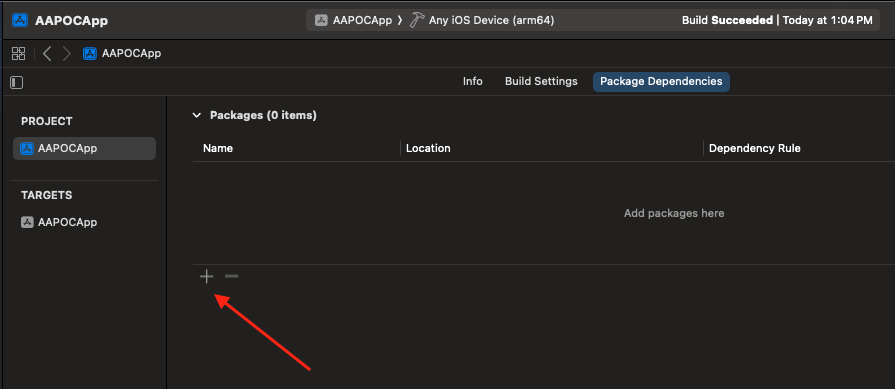 AAPOCApp
AAPOCApp 〉 Any iOS Device (arm64)
Build Succeeded | Today at 1:04 PM
AAPOCApp
Info
Build Settings
Package Dependencies
PROJECT
AAPOCApp
TARGETS
AAPOCApp
Packages (0 items)
Name
Location
Dependency Rule
Add packages here